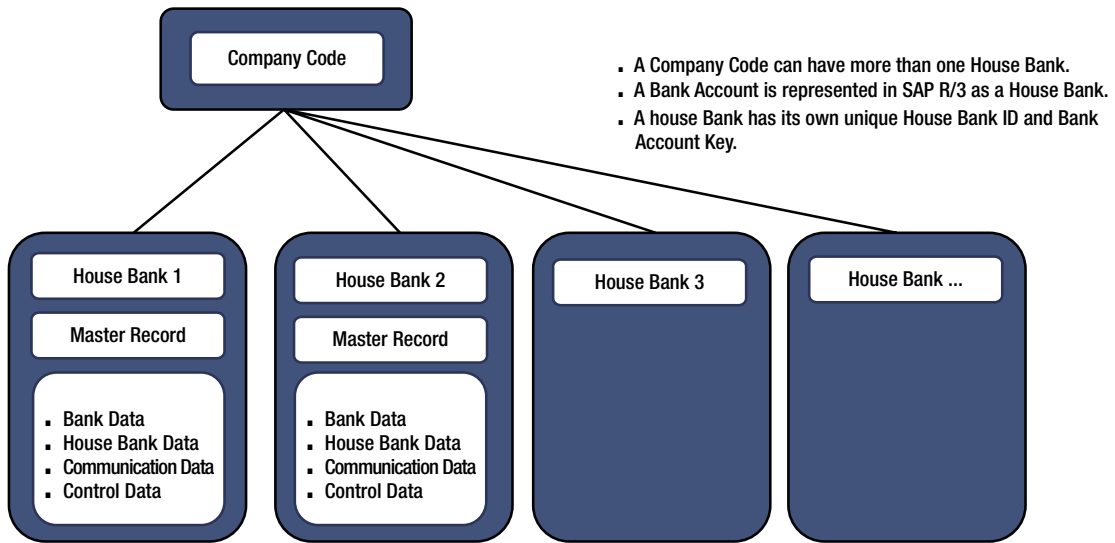 Company Code
. A Company Code can have more than one House Bank.
. A Bank Account is represented in SAP R/3 as a House Bank.
. A house Bank has its own unique House Bank ID and Bank
Account Key.
House Bank 1
Master Record
. Bank Data
. House Bank Data
. Communication Data
. Control Data
House Bank 2
Master Record
. Bank Data
. House Bank Data
. Communication Data
. Control Data
House Bank 3
House Bank ...